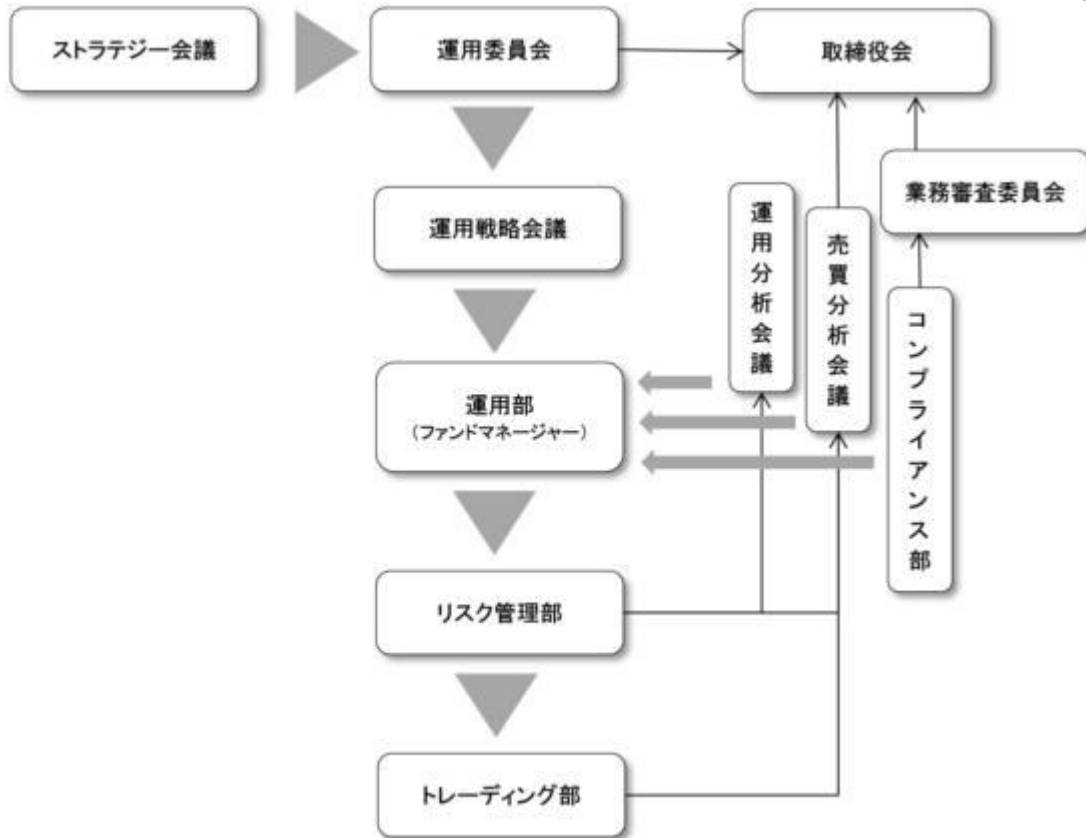 ストラテジー会議
運用委員会
取締役会
業務審査委員会
運用戦略会議
運用分析会議
売買分析会議
コンプライアンス部
運用部
(ファンドマネージャー)
リスク管理部
トレーディング部